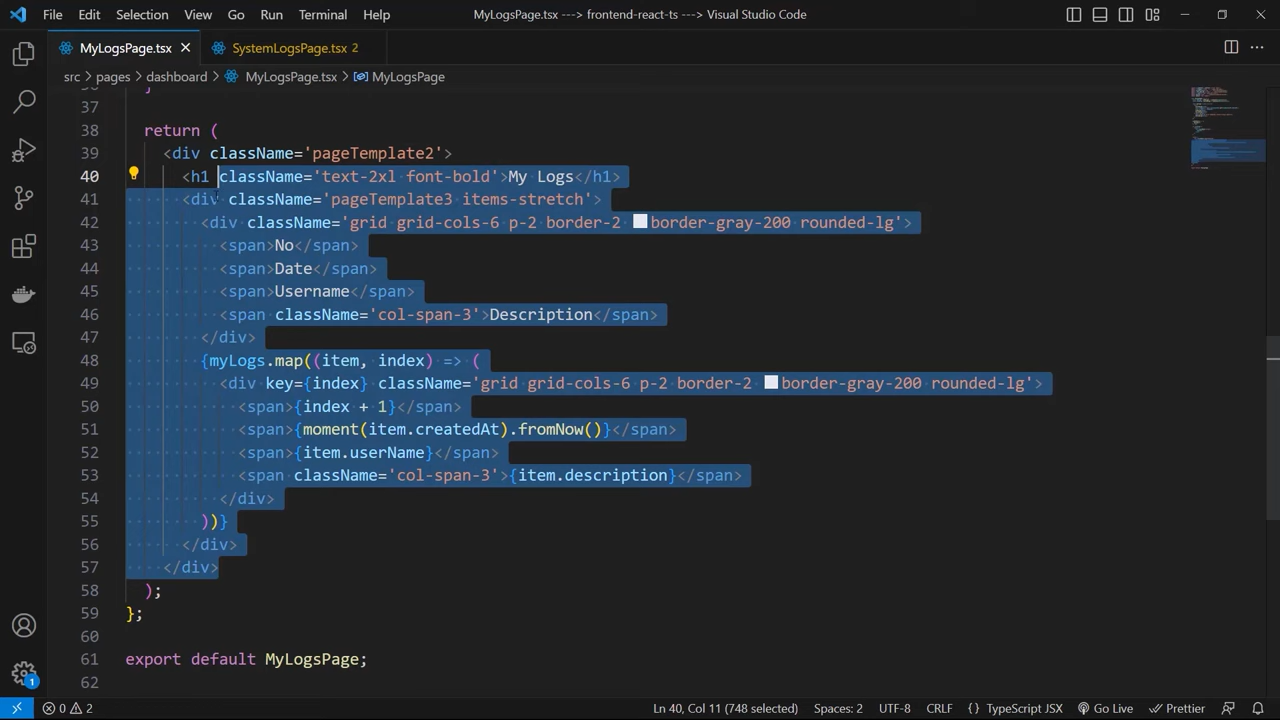 File Edit Selection View Go Run Terminal Help MyLogsPage.tsx ---> frontend-react-ts ---> Visual Studio Code
MyLogsPage.tsx SystemLogsPage.tsx 2
src > pages > dashboard > MyLogsPage.tsx > MyLogsPage
36 }
37
38 return (
39 <div className='pageTemplate2'>
40 <h1 className='text-2xl font-bold'>My Logs</h1>
41 <div className='pageTemplate3 items-stretch'>
42 <div className='grid grid-cols-6 p-2 border-2 border-gray-200 rounded-lg'>
43 <span>No</span>
44 <span>Date</span>
45 <span>Username</span>
46 <span className='col-span-3'>Description</span>
47 </div>
48 {myLogs.map((item, index) => (
49 <div key={index} className='grid grid-cols-6 p-2 border-2 border-gray-200 rounded-lg'>
50 <span>{index + 1}</span>
51 <span>{moment(item.createdAt).fromNow()}</span>
52 <span>{item.userName}</span>
53 <span className='col-span-3'>{item.description}</span>
54 </div>
55 ))}
56 </div>
57 </div>
58 );
59 };
60
61 export default MyLogsPage;
62
1
0 2 Ln 40, Col 11 (748 selected) Spaces: 2 UTF-8 CRLF {} TypeScript JSX Go Live Prettier